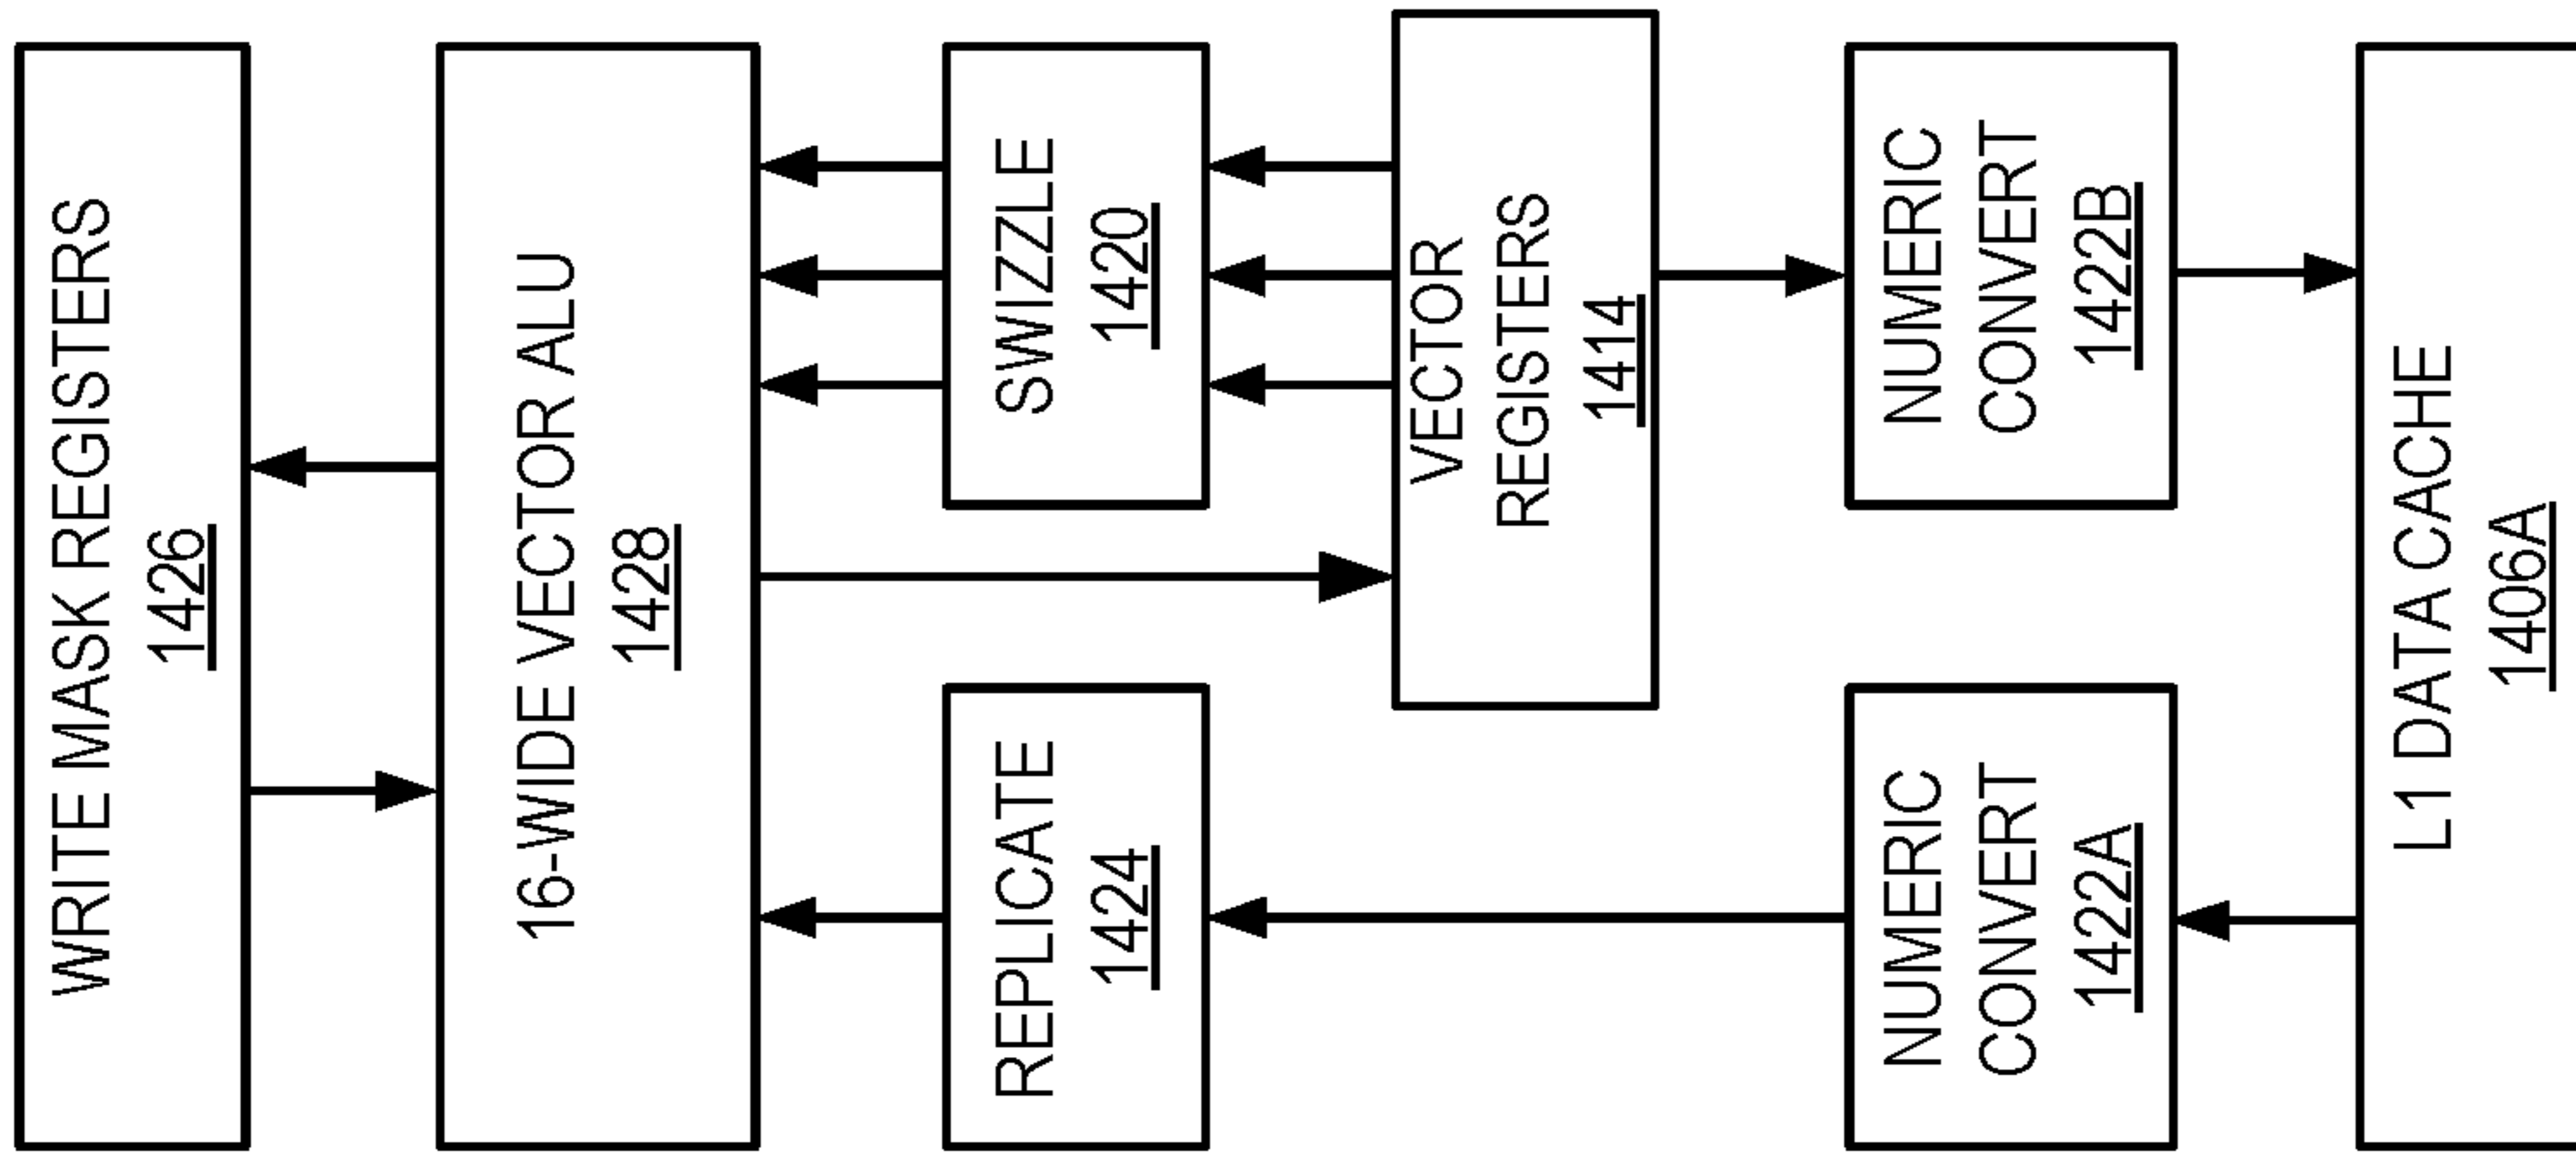 WRITE MASK REGISTERS
1426
16-WIDE VECTOR ALU
1428
REPLICATE
1424
SWIZZLE
1420
VECTOR
REGISTERS
1414
NUMERIC
CONVERT
1422A
NUMERIC
CONVERT
1422B
L1 DATA CACHE
1406A